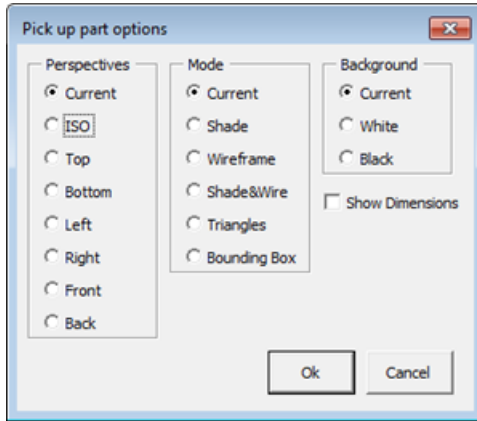 Pick up part options
Perspectives
Current
ISO
Top
Bottom
Left
Right
Front
Back
Mode
Current
Shade
Wireframe
Shade&Wire
Triangles
Bounding Box
Background
Current
White
Black
Show Dimensions
Ok
Cancel